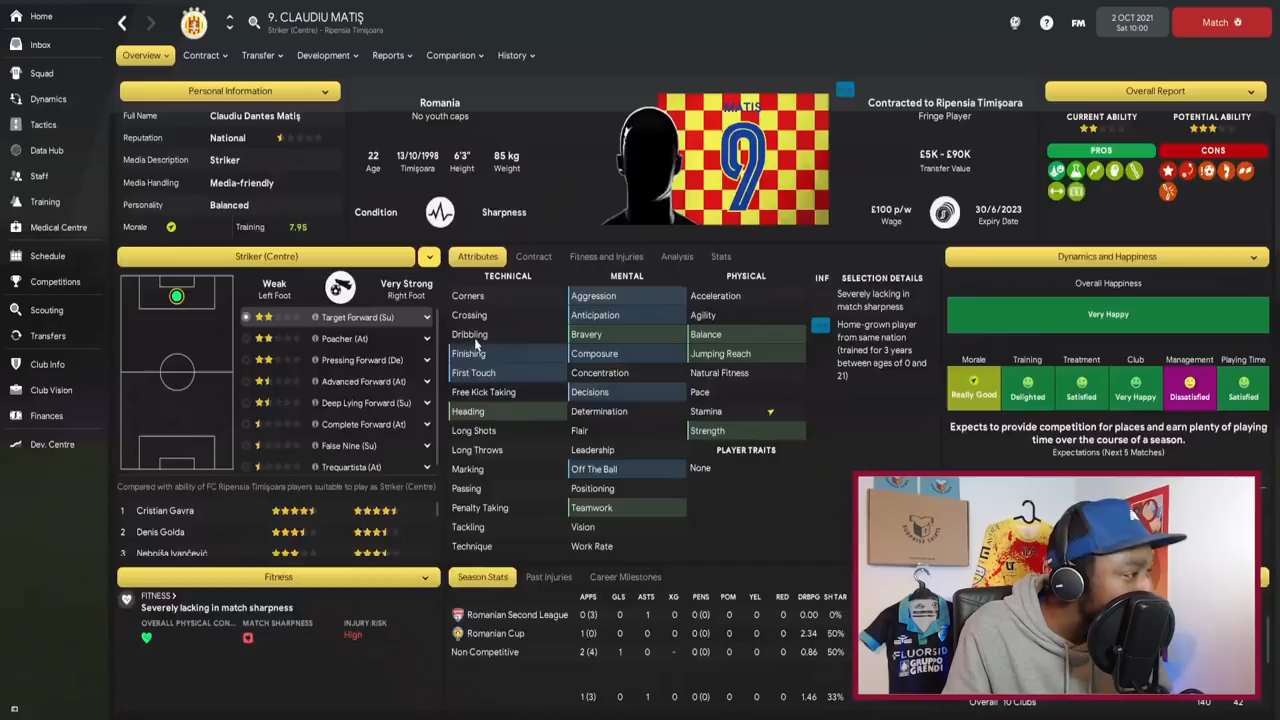 Home
Inbox
Squad
Dynamics
Tactics
Data Hub
Staff
Training
Medical Centre
Schedule
Competitions
Scouting
Transfers
Club Info
Club Vision
Finances
Dev. Centre
9. CLAUDIU MATIȘ
Striker (Centre) - Ripensia Timișoara
FM
2 OCT 2021
Sat 10:00
Match
Overview
Contract
Transfer
Development
Reports
Comparison
History
Personal Information
Full Name Claudiu Dantes Matiș
Reputation National
Media Description Striker
Media Handling Media-friendly
Personality Balanced
Morale Training 7.95
Romania
No youth caps
22 13/10/1998 6'3" 85 kg
Age Timișoara Height Weight
Condition Sharpness
MATIȘ
9
Contracted to Ripensia Timișoara
Fringe Player
£5K - £90K
Transfer Value
£100 p/w 30/6/2023
Wage Expiry Date
Overall Report
CURRENT ABILITY POTENTIAL ABILITY
PROS CONS
Striker (Centre)
Weak Very Strong
Left Foot Right Foot
Target Forward (Su)
Poacher (At)
Pressing Forward (De)
Advanced Forward (At)
Deep Lying Forward (Su)
Complete Forward (At)
False Nine (Su)
Trequartista (At)
Compared with ability of FC Ripensia Timișoara players suitable to play as Striker (Centre)
1 Cristian Gavra
2 Denis Golda
3 Nebojša Ivančević
Fitness
FITNESS >
Severely lacking in match sharpness
OVERALL PHYSICAL CON... MATCH SHARPNESS INJURY RISK
High
Attributes Contract Fitness and Injuries Analysis Stats
TECHNICAL MENTAL PHYSICAL
Corners Aggression Acceleration
Crossing Anticipation Agility
Dribbling Bravery Balance
Finishing Composure Jumping Reach
First Touch Concentration Natural Fitness
Free Kick Taking Decisions Pace
Heading Determination Stamina
Long Shots Flair Strength
Long Throws Leadership PLAYER TRAITS
Marking Off The Ball None
Passing Positioning
Penalty Taking Teamwork
Tackling Vision
Technique Work Rate
INF SELECTION DETAILS
Severely lacking in
match sharpness
Home-grown player
from same nation
(trained for 3 years
between ages of 0 and
21)
Season Stats Past Injuries Career Milestones
APPS GLS ASTS XG PENS POM YEL RED DRBPG SH TAR
Romanian Second League 0 (3) 0 1 0 0 (0) 0 0 0 0.00 0%
Romanian Cup 1 (0) 0 0 0 0 (0) 0 0 0 2.34 50%
Non Competitive 2 (4) 1 0 - 0 (0) 0 0 0 0.86 50%
1 (3) 0 1 0 0 (0) 0 0 0 1.46 33%
Dynamics and Happiness
Overall Happiness
Very Happy
Morale Training Treatment Club Management Playing Time
Really Good Delighted Satisfied Very Happy Dissatisfied Satisfied
Expects to provide competition for places and earn plenty of playing
time over the course of a season.
Expectations (Next 5 Matches)
SURPRISE SHIRTS
FLUORSID
GRUPPO
GRENDI
Overall 10 Clubs 140 42